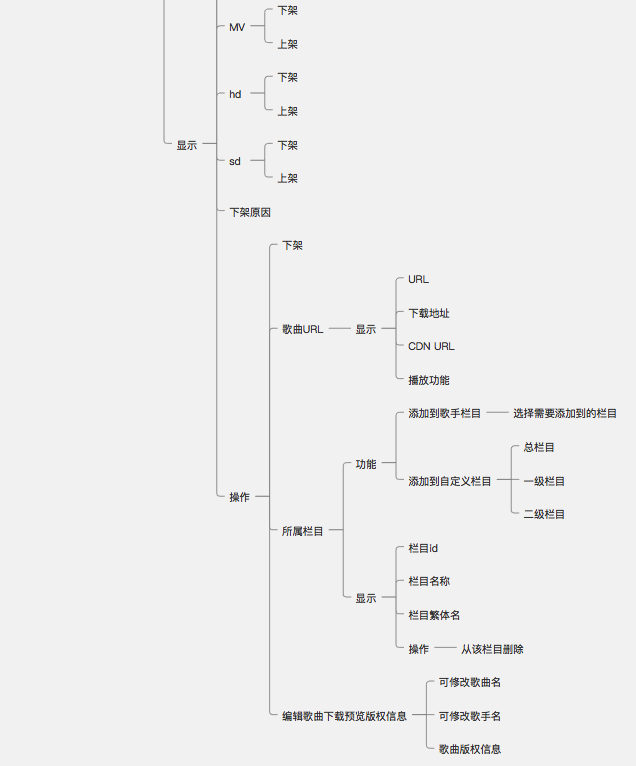 下架
MV
上架
下架
hd
上架
下架
显示
sd
上架
下架原因
下架
URL
下载地址
歌曲URL
显示
CDN URL
播放功能
添加到歌手栏目
选择需要添加到的栏目
总栏目
功能
添加到自定义栏目
一级栏目
操作
二级栏目
所属栏目
栏目id
栏目名称
显示
栏目繁体名
操作
从该栏目删除
可修改歌曲名
编辑歌曲下载预览版权信息
可修改歌手名
歌曲版权信息